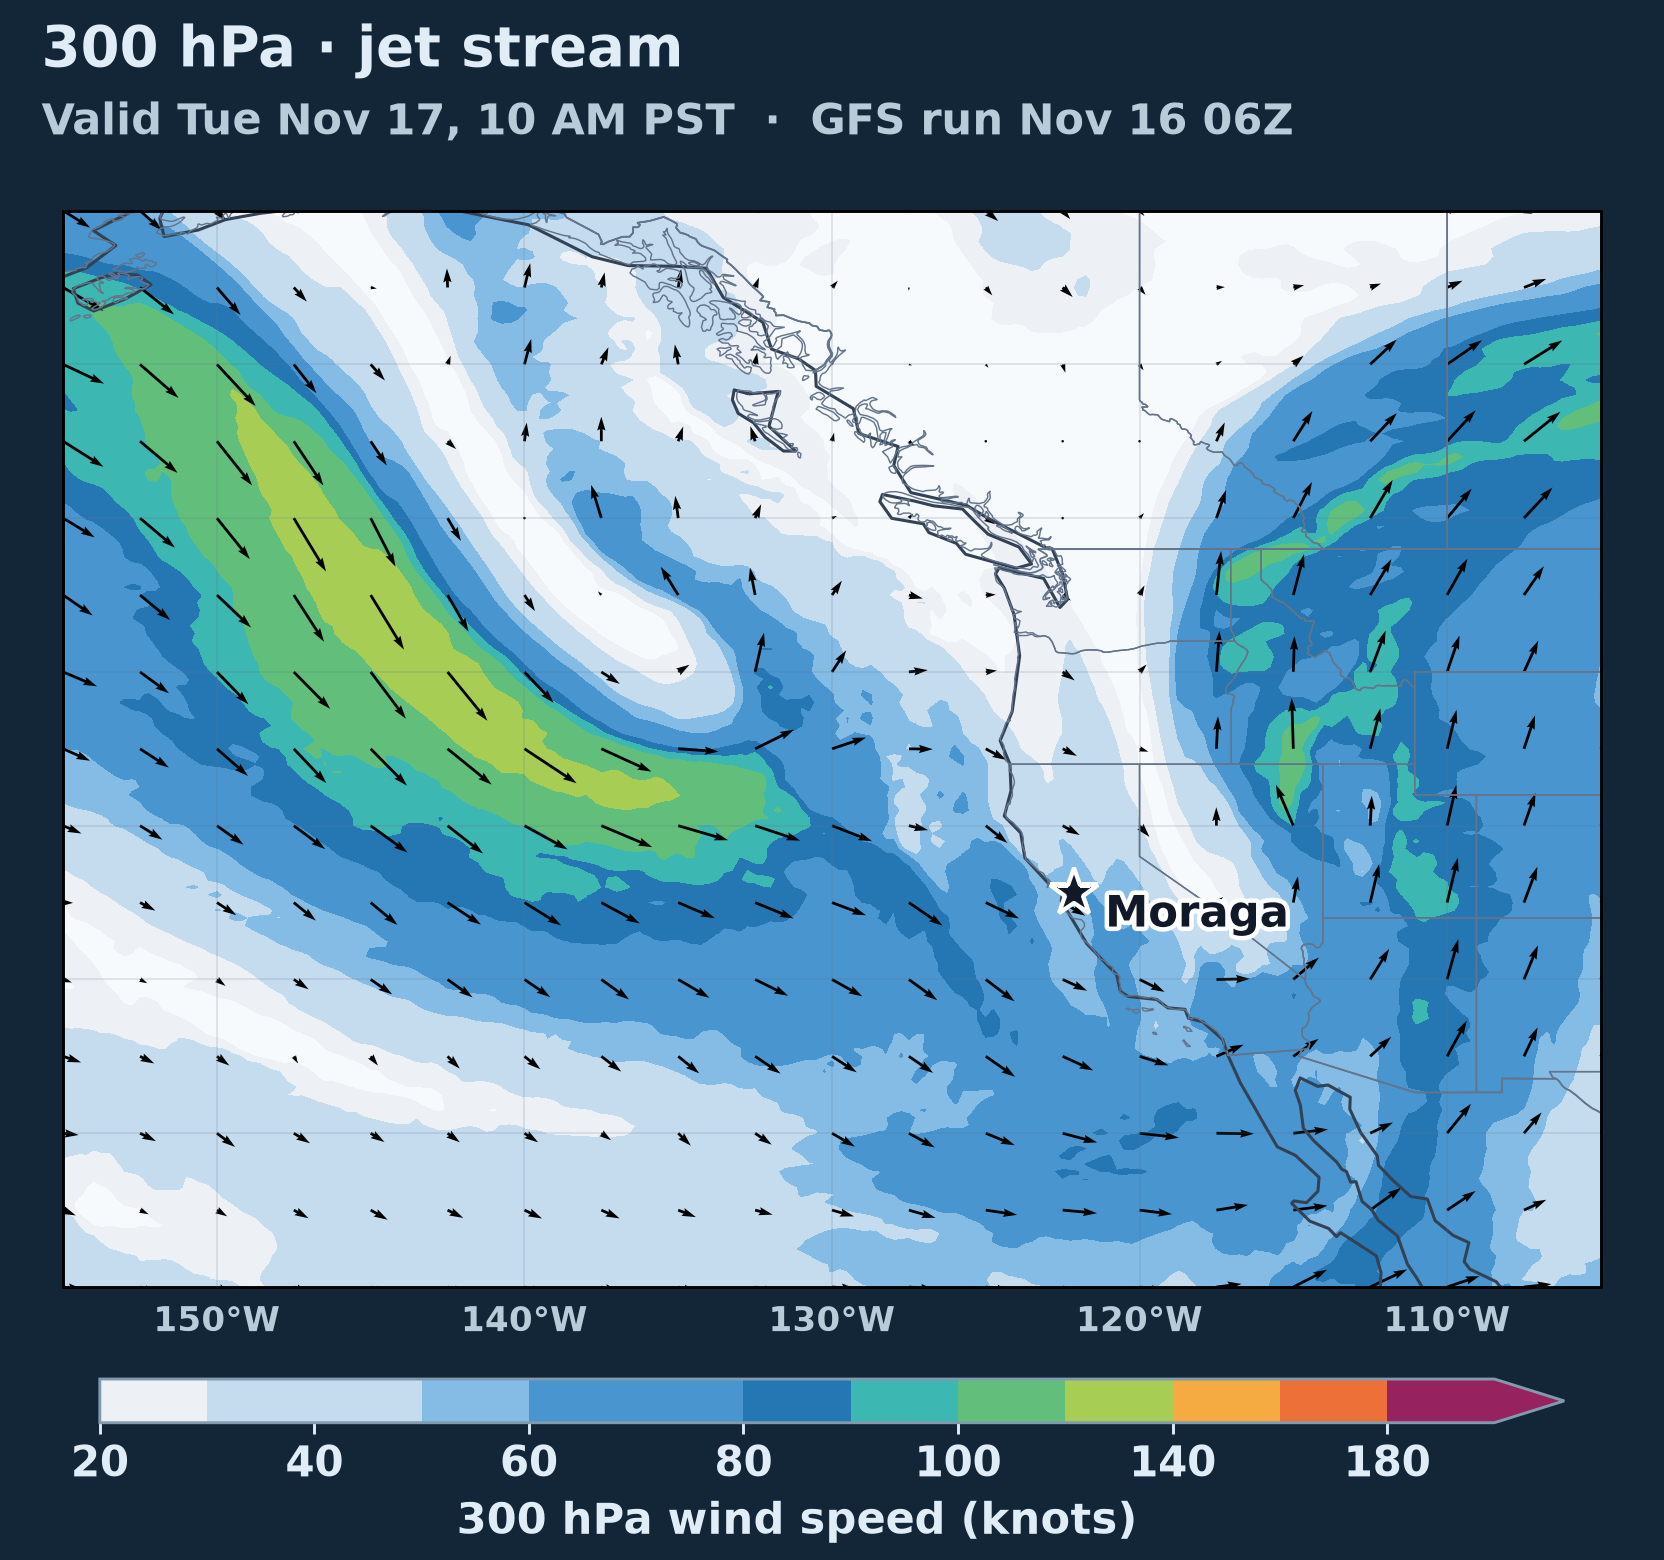 300 hPa · jet stream
Valid Tue Nov 17, 10 AM PST · GFS run Nov 16 06Z
Moraga
150°W 140°W 130°W 120°W 110°W
20 40 60 80 100 140 180
300 hPa wind speed (knots)